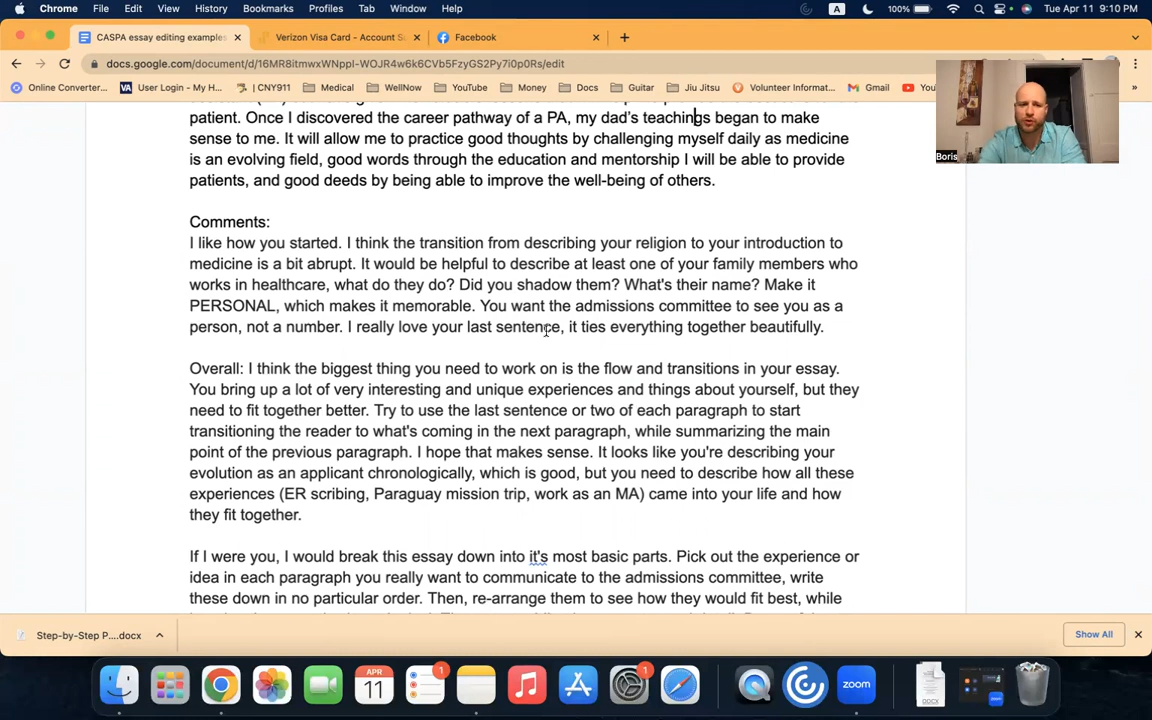 Chrome File Edit View History Bookmarks Profiles Tab Window Help A 100% Tue Apr 11 9:10 PM
CASPA essay editing examples Verizon Visa Card - Account Su Facebook
docs.google.com/document/d/16MR8itmwxWNppI-WOJR4w6k6CVb5FzyGS2Py7i0p0Rs/edit
Online Converter... User Login - My H... | CNY911 Medical WellNow YouTube Money Docs Guitar Jiu Jitsu Volunteer Informat... Gmail You
patient. Once I discovered the career pathway of a PA, my dad's teachings began to make
sense to me. It will allow me to practice good thoughts by challenging myself daily as medicine
is an evolving field, good words through the education and mentorship I will be able to provide
patients, and good deeds by being able to improve the well-being of others.
Boris
Comments:
I like how you started. I think the transition from describing your religion to your introduction to
medicine is a bit abrupt. It would be helpful to describe at least one of your family members who
works in healthcare, what do they do? Did you shadow them? What's their name? Make it
PERSONAL, which makes it memorable. You want the admissions committee to see you as a
person, not a number. I really love your last sentence, it ties everything together beautifully.
Overall: I think the biggest thing you need to work on is the flow and transitions in your essay.
You bring up a lot of very interesting and unique experiences and things about yourself, but they
need to fit together better. Try to use the last sentence or two of each paragraph to start
transitioning the reader to what's coming in the next paragraph, while summarizing the main
point of the previous paragraph. I hope that makes sense. It looks like you're describing your
evolution as an applicant chronologically, which is good, but you need to describe how all these
experiences (ER scribing, Paraguay mission trip, work as an MA) came into your life and how
they fit together.
If I were you, I would break this essay down into it's most basic parts. Pick out the experience or
idea in each paragraph you really want to communicate to the admissions committee, write
these down in no particular order. Then, re-arrange them to see how they would fit best, while
Step-by-Step P....docx Show All
APR
11 1 1 zoom
DOCX